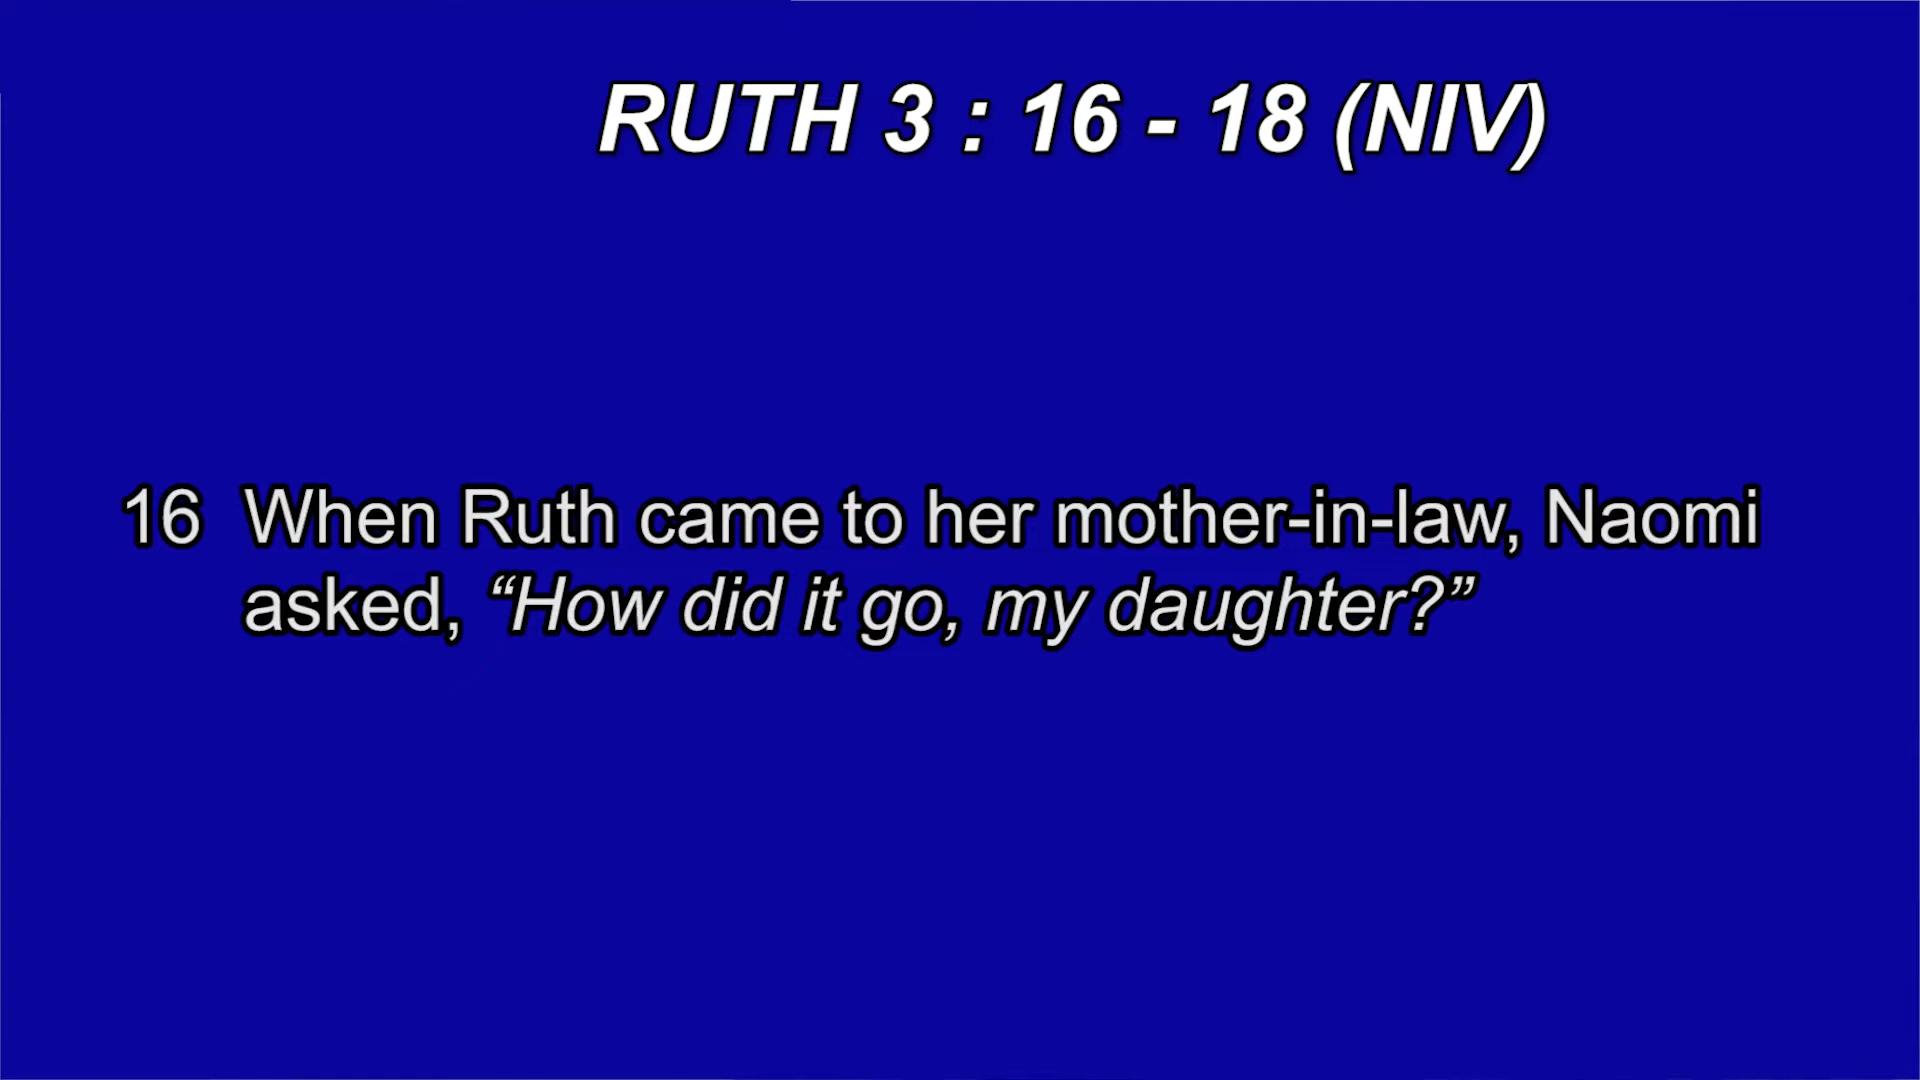 RUTH 3 : 16 - 18 (NIV)
16 When Ruth came to her mother-in-law, Naomi
asked, “How did it go, my daughter?”